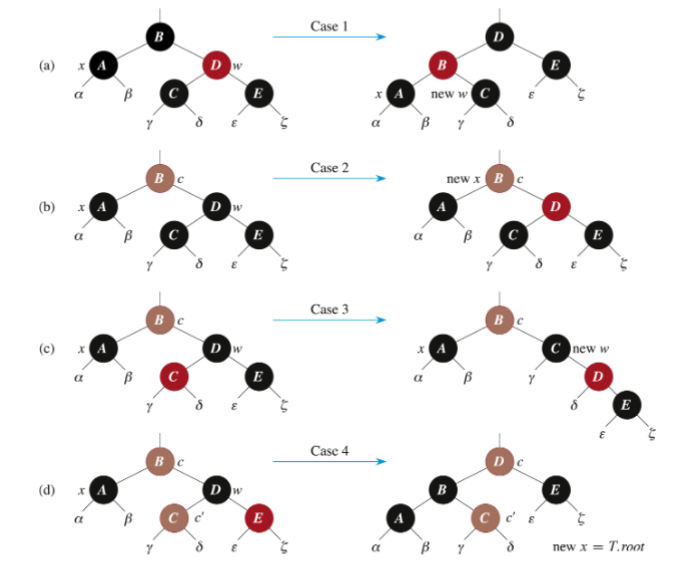 Case 1
B D
(a) x A D w B E
α β C E x A new w C ε ζ
γ δ ε ζ α β γ δ
Case 2
B c new x B c
(b) x A D w A D
α β C E α β C E
γ δ ε ζ γ δ ε ζ
Case 3
B c B c
(c) x A D w x A C new w
α β C E α β γ D
γ δ ε ζ δ E
ε ζ
Case 4
B c D c
(d) x A D w B E
α β C c′ E A C c′ ε ζ
γ δ ε ζ α β γ δ new x = T.root